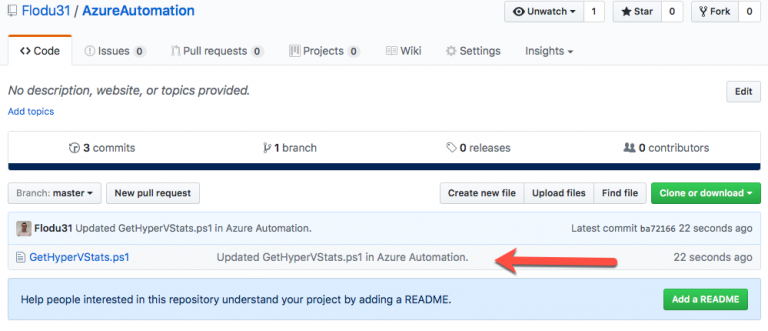 Flodu31 / AzureAutomation
Unwatch 1 Star 0 Fork 0
Code Issues 0 Pull requests 0 Projects 0 Wiki Settings Insights
No description, website, or topics provided. Edit
Add topics
3 commits 1 branch 0 releases 0 contributors
Branch: master New pull request Create new file Upload files Find file Clone or download
Flodu31 Updated GetHyperVStats.ps1 in Azure Automation. Latest commit ba72166 22 seconds ago
GetHyperVStats.ps1 Updated GetHyperVStats.ps1 in Azure Automation. 22 seconds ago
Help people interested in this repository understand your project by adding a README. Add a README